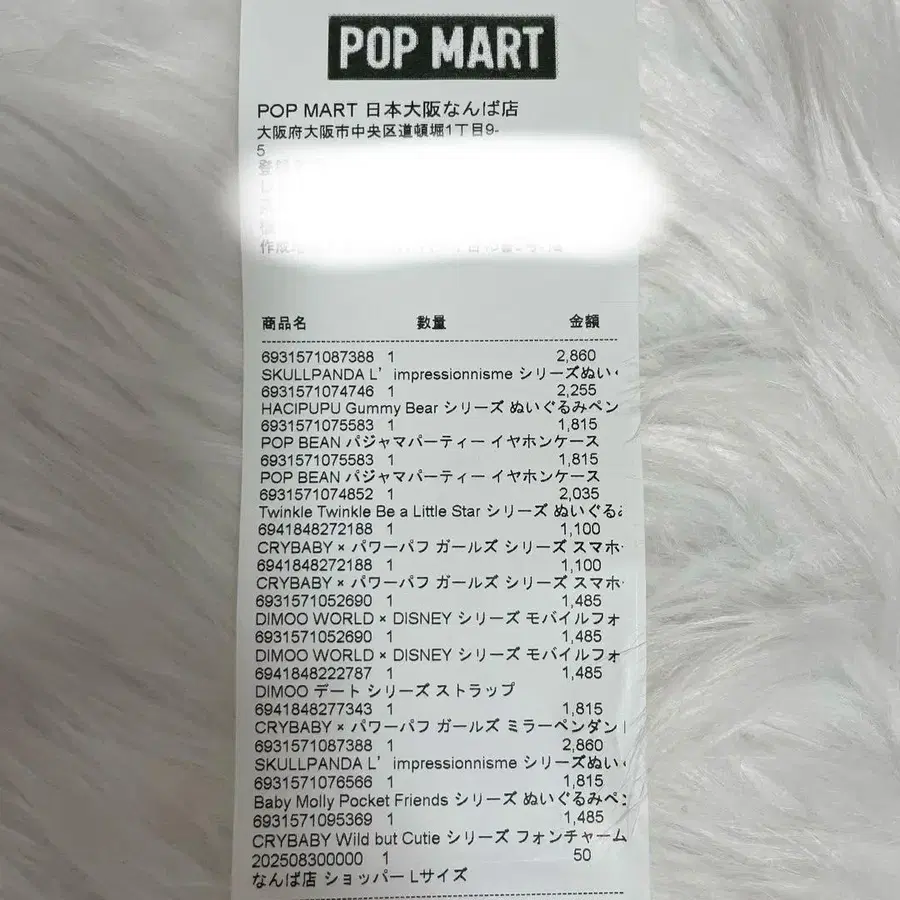 POP MART
POP MART 日本大阪なんば店
大阪府大阪市中央区道頓堀1丁目9-
5
商品名 数量 金額
6931571087388 1 2,860
SKULLPANDA L' impressionnisme シリーズぬい
6931571074746 1 2,255
HACIPUPU Gummy Bear シリーズ ぬいぐるみペン
6931571075583 1 1,815
POP BEAN パジャマパーティー イヤホンケース
6931571075583 1 1,815
POP BEAN パジャマパーティー イヤホンケース
6931571074852 1 2,035
Twinkle Twinkle Be a Little Star シリーズ ぬいぐる
6941848272188 1 1,100
CRYBABY × パワーパフ ガールズ シリーズ スマホ
6941848272188 1 1,100
CRYBABY × パワーパフ ガールズ シリーズ スマホ
6931571052690 1 1,485
DIMOO WORLD × DISNEY シリーズ モバイルフォ
6931571052690 1 1,485
DIMOO WORLD × DISNEY シリーズ モバイルフォ
6941848222787 1 1,485
DIMOO デート シリーズ ストラップ
6941848277343 1 1,815
CRYBABY × パワーパフ ガールズ ミラーペンダン
6931571087388 1 2,860
SKULLPANDA L' impressionnisme シリーズぬい
6931571076566 1 1,815
Baby Molly Pocket Friends シリーズ ぬいぐるみペ
6931571095369 1 1,485
CRYBABY Wild but Cutie シリーズ フォンチャーム
202508300000 1 50
なんば店 ショッパー Lサイズ